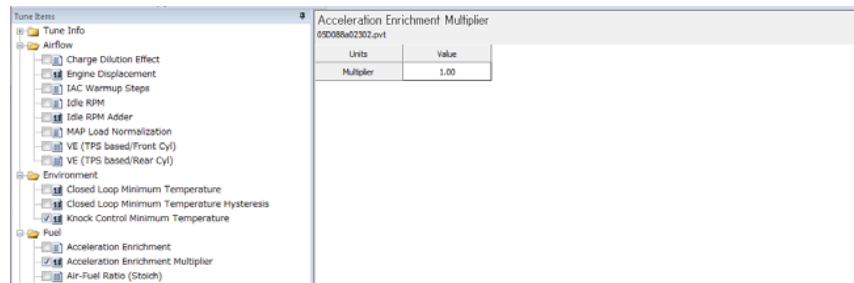 Tune Items
Tune Info
Airflow
Charge Dilution Effect
Engine Displacement
IAC Warmup Steps
Idle RPM
Idle RPM Adder
MAP Load Normalization
VE (TPS based/Front Cyl)
VE (TPS based/Rear Cyl)
Environment
Closed Loop Minimum Temperature
Closed Loop Minimum Temperature Hysteresis
Knock Control Minimum Temperature
Fuel
Acceleration Enrichment
Acceleration Enrichment Multiplier
Air-Fuel Ratio (Stoich)
Acceleration Enrichment Multiplier
05D088a02302.pvt
Units Value
Multiplier 1.00